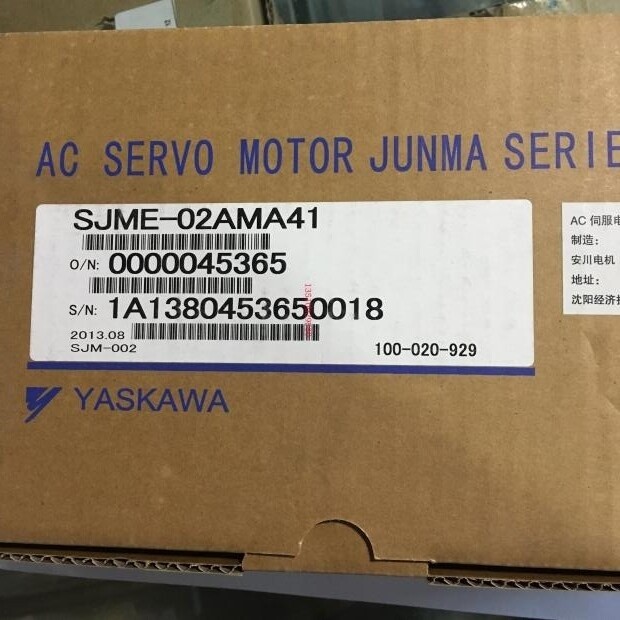 AC SERVO MOTOR JUNMA SERIE
SJME-02AMA41
O/N: 0000045365
S/N: 1A1380453650018
2013.08
SJM-002
100-020-929
YASKAWA
AC 伺服电
制造:
安川电机
地址:
沈阳经济技